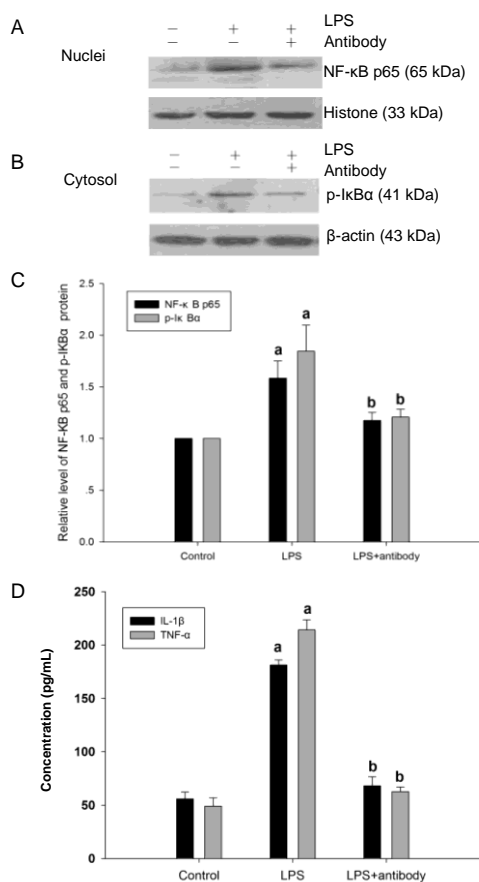 A
Nuclei
− + + LPS
− − + Antibody
NF-κB p65 (65 kDa)
Histone (33 kDa)
B
Cytosol
− + + LPS
− − + Antibody
p-IκBα (41 kDa)
β-actin (43 kDa)
C
Relative level of NF-KB p65 and p-IKBα protein
2.5
2.0
1.5
1.0
.5
0.0
NF-κ B p65
p-Iκ Bα
a
a
b b
Control LPS LPS+antibody
D
Concentration (pg/mL)
250
200
150
100
50
0
IL-1β
TNF-α
a
a
b b
Control LPS LPS+antibody